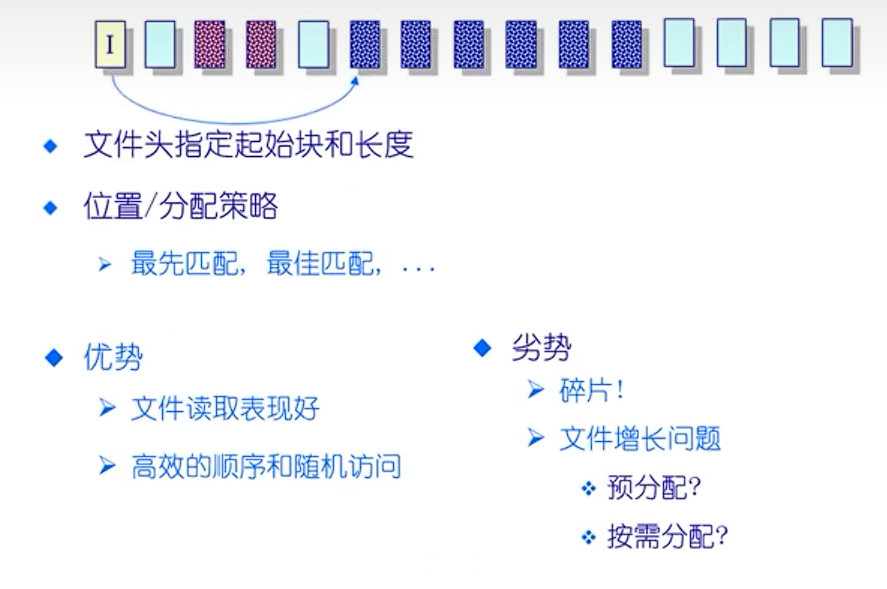 I
文件头指定起始块和长度
位置/分配策略
最先匹配, 最佳匹配, ...
优势
文件读取表现好
高效的顺序和随机访问
劣势
碎片!
文件增长问题
预分配?
按需分配?